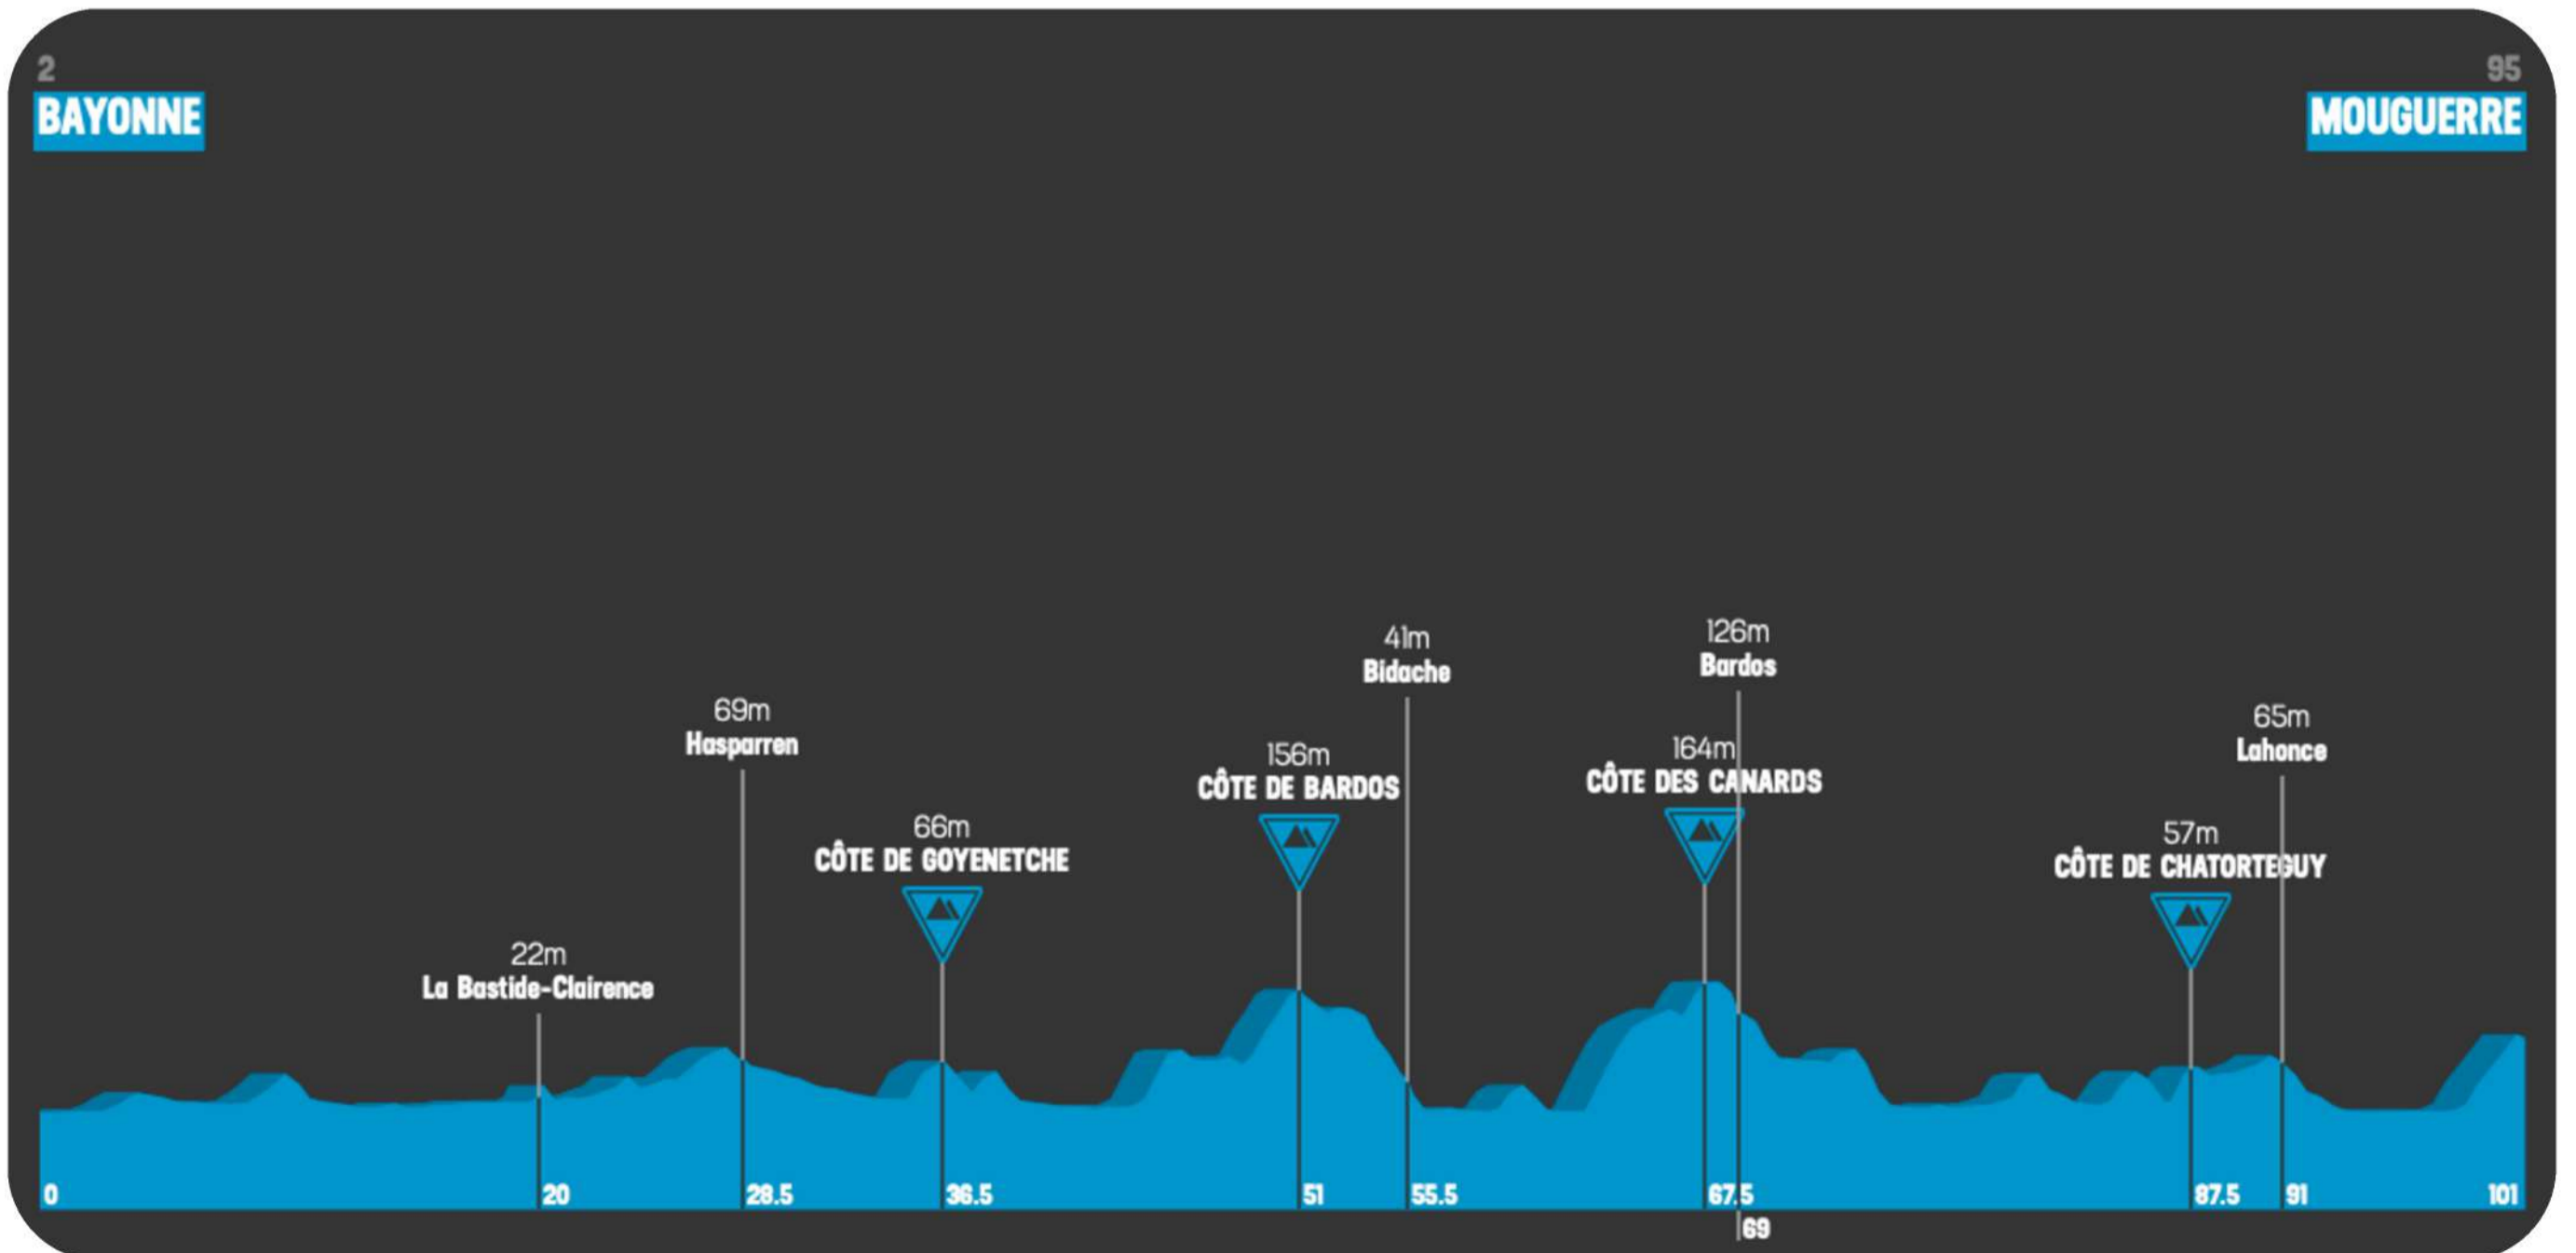 2
BAYONNE
95
MOUGUERRE
22m
La Bastide-Clairence
69m
Hasparren
66m
CÔTE DE GOYENETCHE
156m
CÔTE DE BARDOS
41m
Bidache
164m
CÔTE DES CANARDS
126m
Bardos
57m
CÔTE DE CHATORTEGUY
65m
Lahonce
0
20
28.5
36.5
51
55.5
67.5
69
87.5
91
101